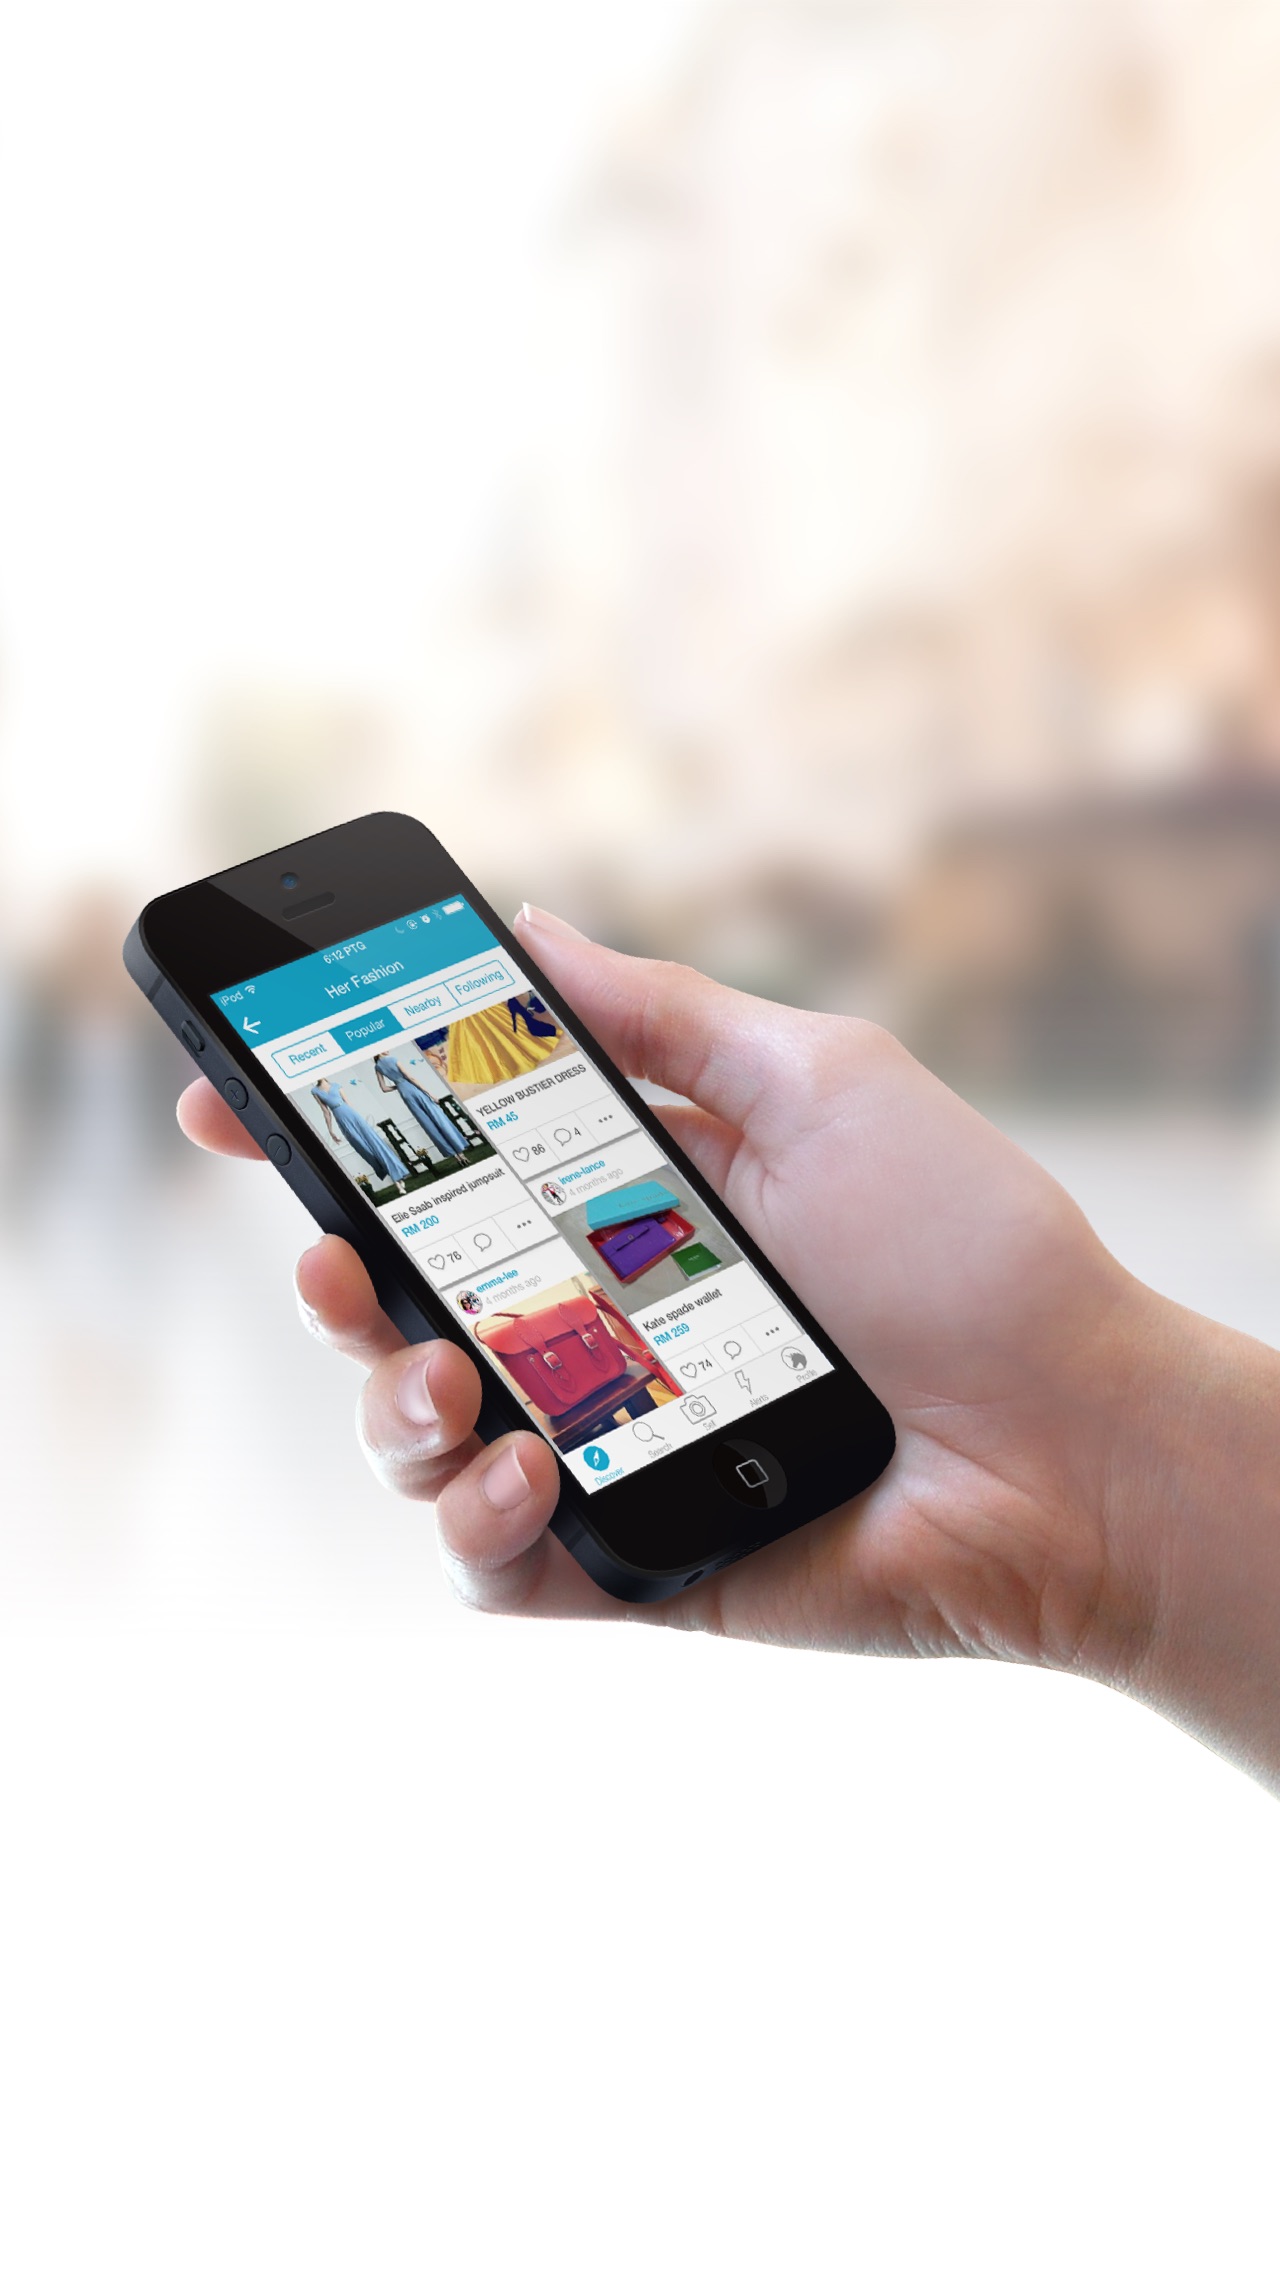 iPod
6:12 PTG
Her Fashion
Recent
Popular
Nearby
Following
Elie Saab inspired jumpsuit
RM 200
76
emma-lee
4 months ago
YELLOW BUSTIER DRESS
RM 45
86
4
irene-lance
4 months ago
Kate spade wallet
RM 259
74
Discover
Search
Sell
Alerts
Profile